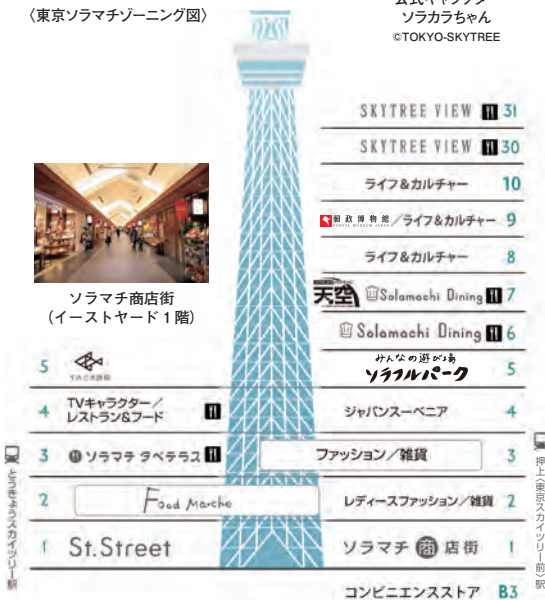 〈東京ソラマチゾーニング図〉
公式キャラクター
ソラカラちゃん
©TOKYO-SKYTREE
SKYTREE VIEW 31
SKYTREE VIEW 30
ライフ&カルチャー 10
郵政博物館
POSTAL MUSEUM JAPAN
/ライフ&カルチャー 9
ライフ&カルチャー 8
天空 Solamachi Dining 7
Solamachi Dining 6
みんなの遊び場
ソラフルパーク 5
ジャパンスーベニア 4
ファッション/雑貨 3
レディースファッション/雑貨 2
ソラマチ 商 店街 1
コンビニエンスストア B3
押上〈東京スカイツリー前〉駅
ソラマチ商店街
(イーストヤード1階)
5 すみだ水族館
4 TVキャラクター/
レストラン&フード
3 ソラマチ タベテラス
2 Food Marche
1 St.Street
とうきょうスカイツリー駅